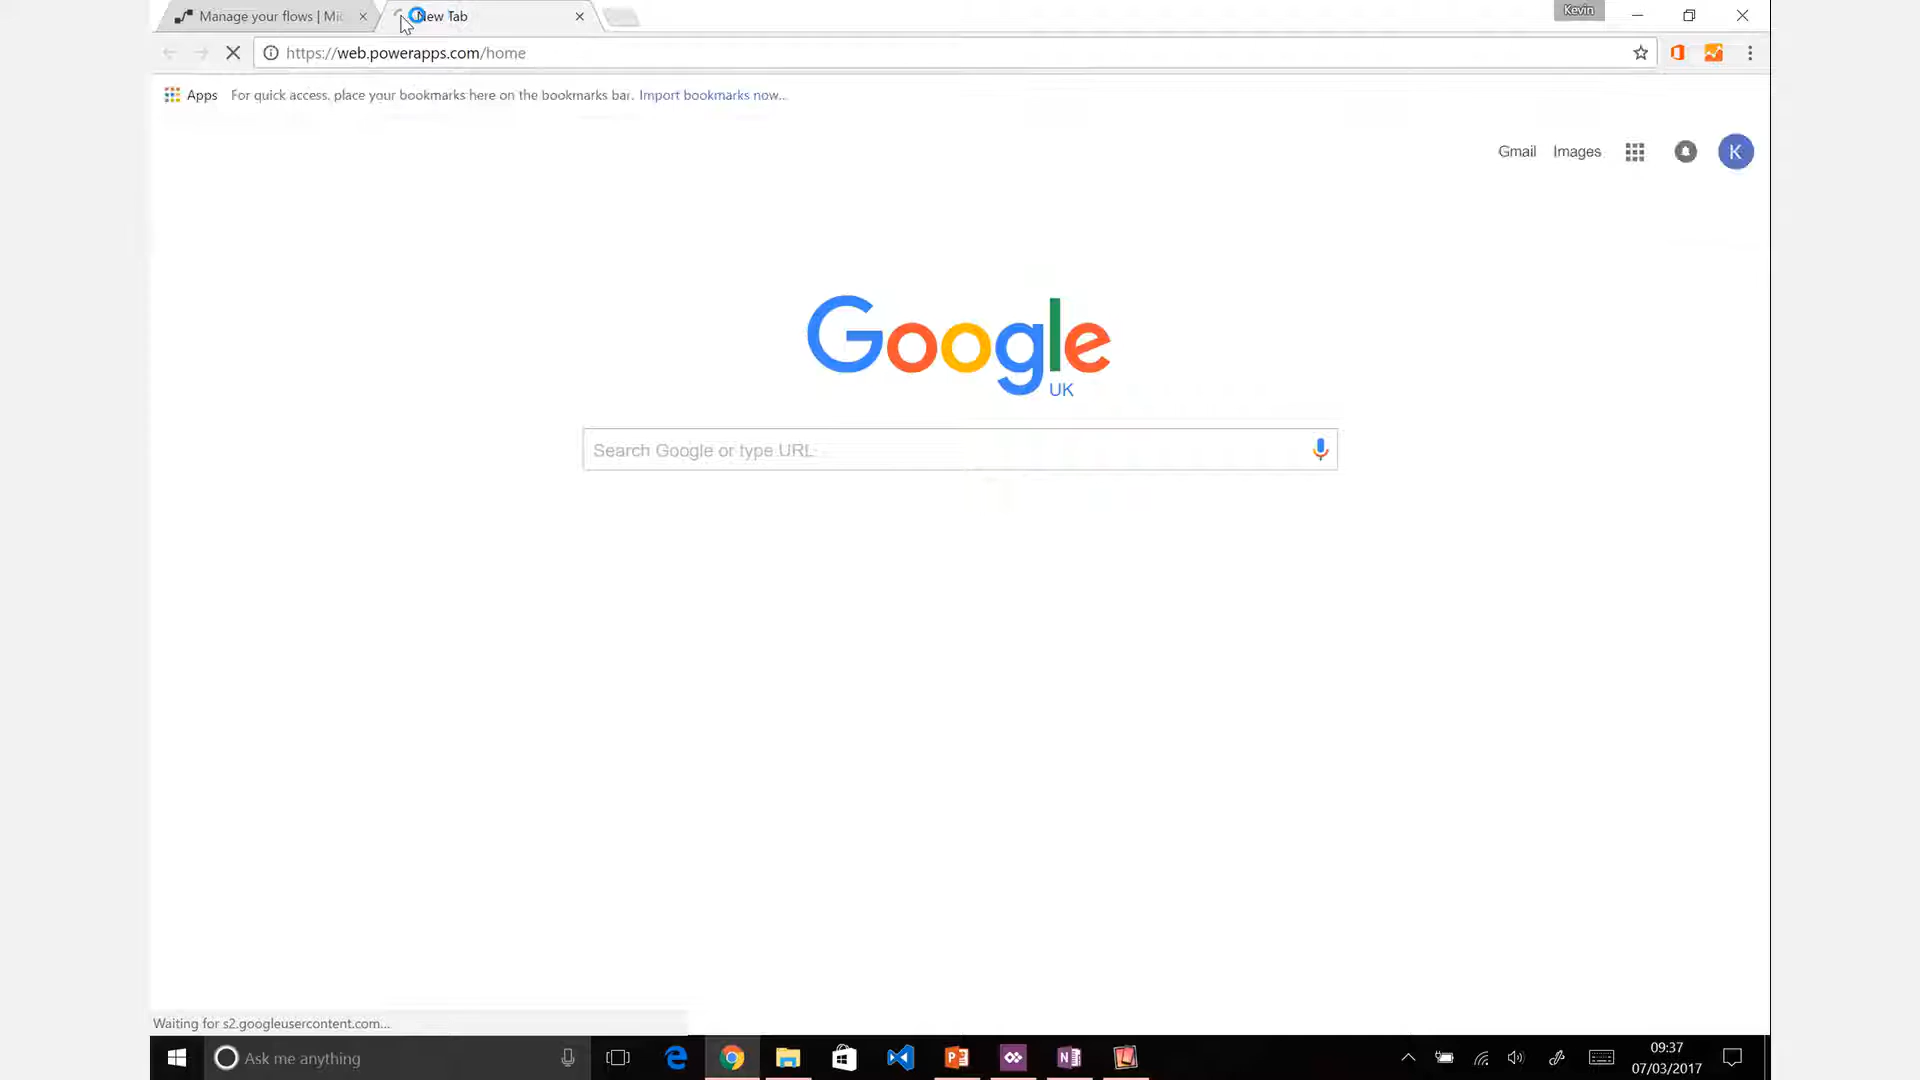 Manage your flows | Mic
New Tab
Kevin
https://web.powerapps.com/home
Apps
For quick access, place your bookmarks here on the bookmarks bar. Import bookmarks now...
Gmail
Images
K
Google
UK
Search Google or type URL
Waiting for s2.googleusercontent.com...
Ask me anything
09:37
07/03/2017